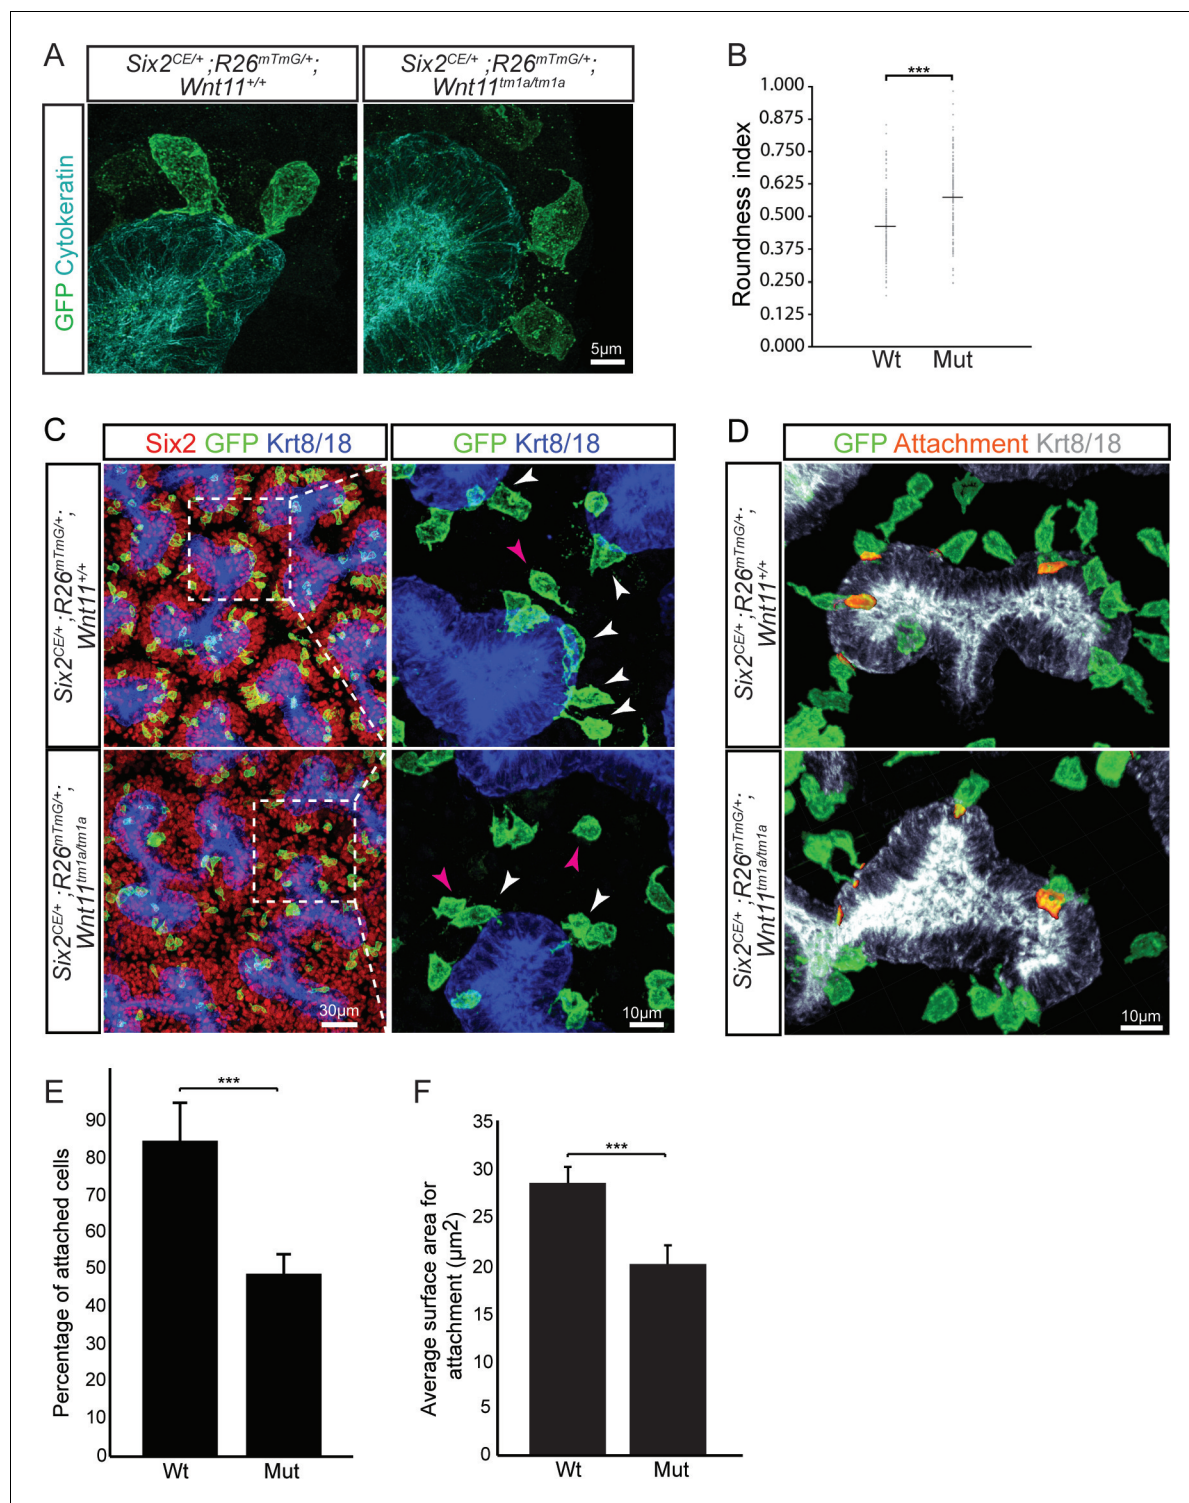 A
Six2CE/+;R26mTmG/+;
Wnt11+/+
Six2CE/+;R26mTmG/+;
Wnt11tm1a/tm1a
GFP Cytokeratin
5µm
B
***
Roundness index
1.000
0.875
0.750
0.625
0.500
0.375
0.250
0.125
0.000
Wt Mut
C
Six2 GFP Krt8/18
GFP Krt8/18
Six2CE/+;R26mTmG/+;
Wnt11+/+
Six2CE/+;R26mTmG/+;
Wnt11tm1a/tm1a
30µm
10µm
D
GFP Attachment Krt8/18
Six2CE/+;R26mTmG/+;
Wnt11+/+
Six2CE/+;R26mTmG/+;
Wnt11tm1a/tm1a
10µm
E
***
Percentage of attached cells
90
80
70
60
50
40
30
20
10
0
Wt Mut
F
***
Average surface area for
attachment (µm2)
35
30
25
20
15
10
5
0
Wt Mut